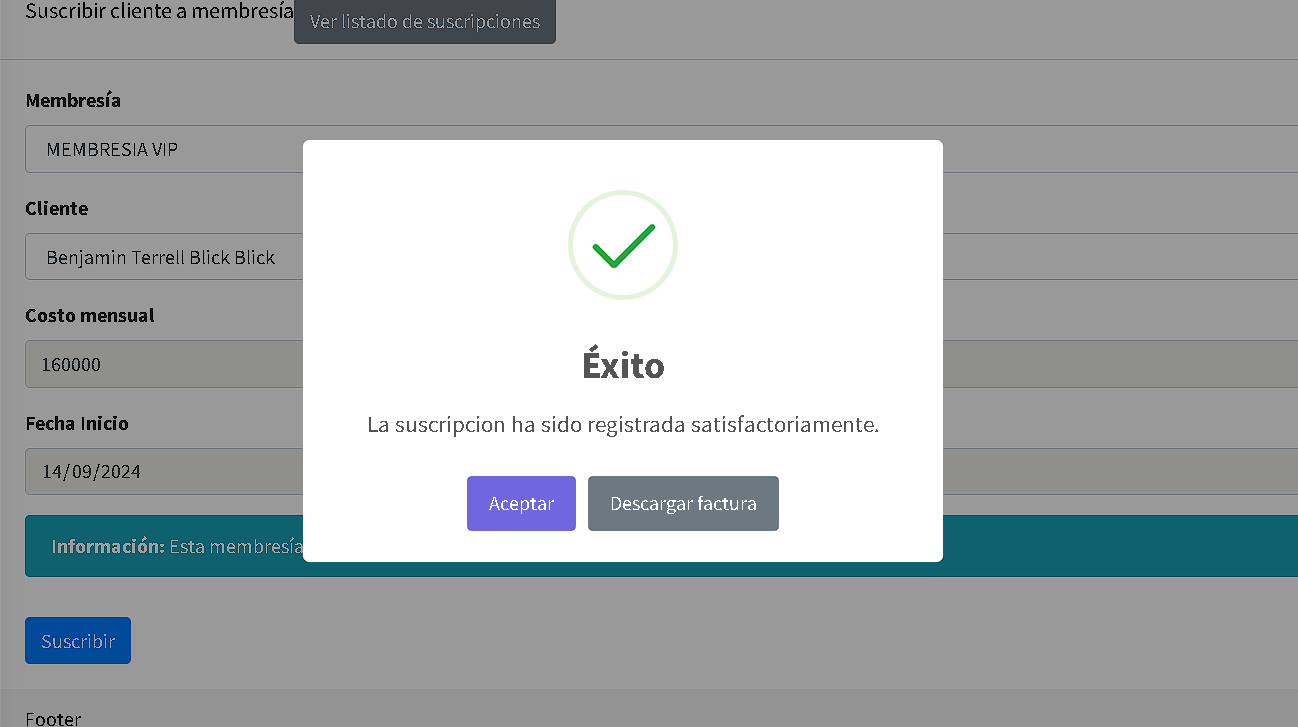 Suscribir cliente a membresía
Ver listado de suscripciones
Membresía
MEMBRESIA VIP
Cliente
Benjamin Terrell Blick Blick
Costo mensual
160000
Fecha Inicio
14/09/2024
Información: Esta membresía
Éxito
La suscripcion ha sido registrada satisfactoriamente.
Aceptar
Descargar factura
Suscribir
Footer